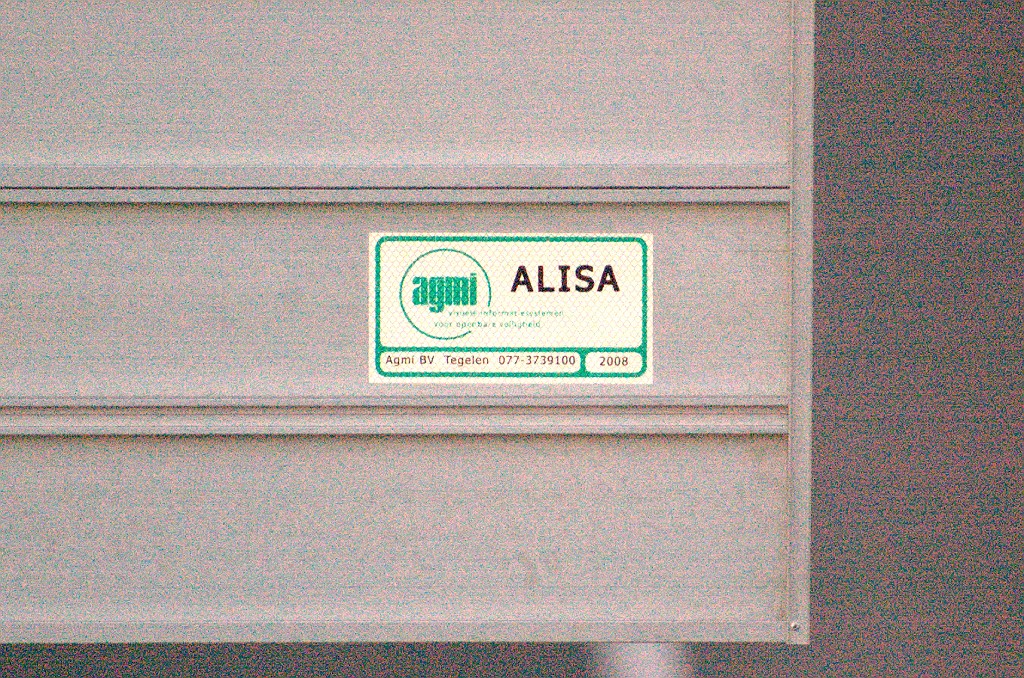 agmi
ALISA
visuele informatiesystemen
voor openbare veiligheid
Agmi BV Tegelen 077-3739100 2008